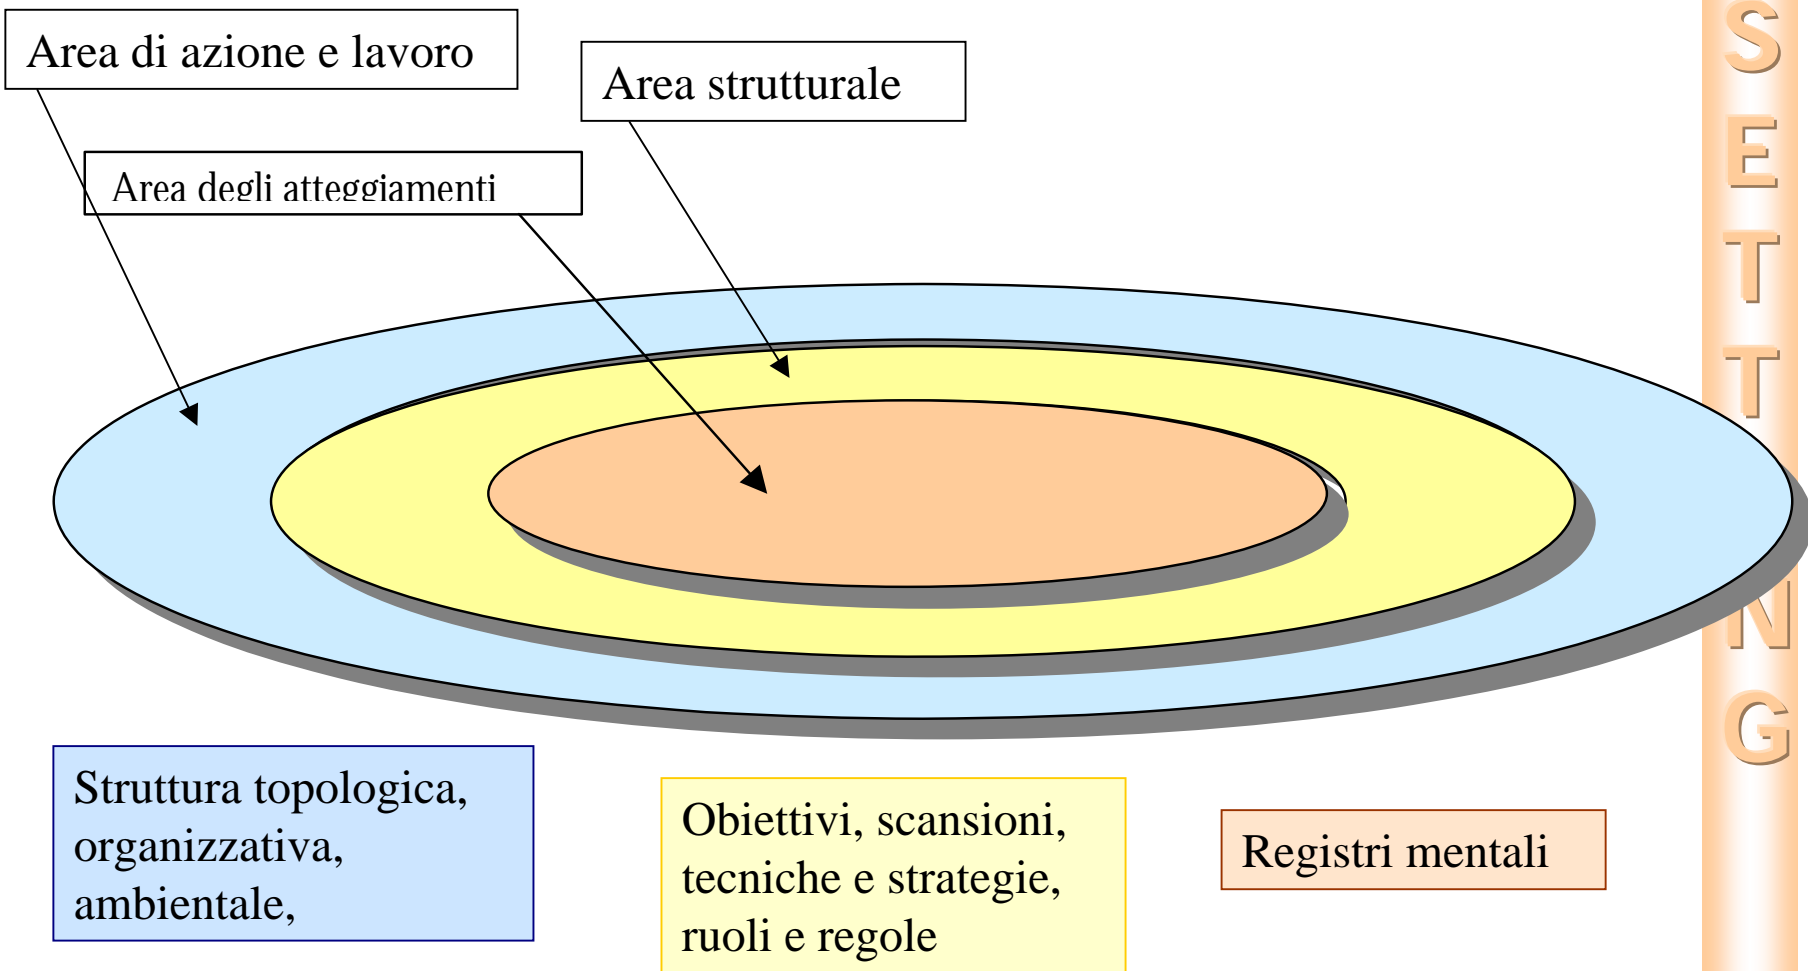 Area di azione e lavoro
Area strutturale
Area degli atteggiamenti
Struttura topologica,
organizzativa,
ambientale,
Obiettivi, scansioni,
tecniche e strategie,
ruoli e regole
Registri mentali
S
E
T
T
N
G